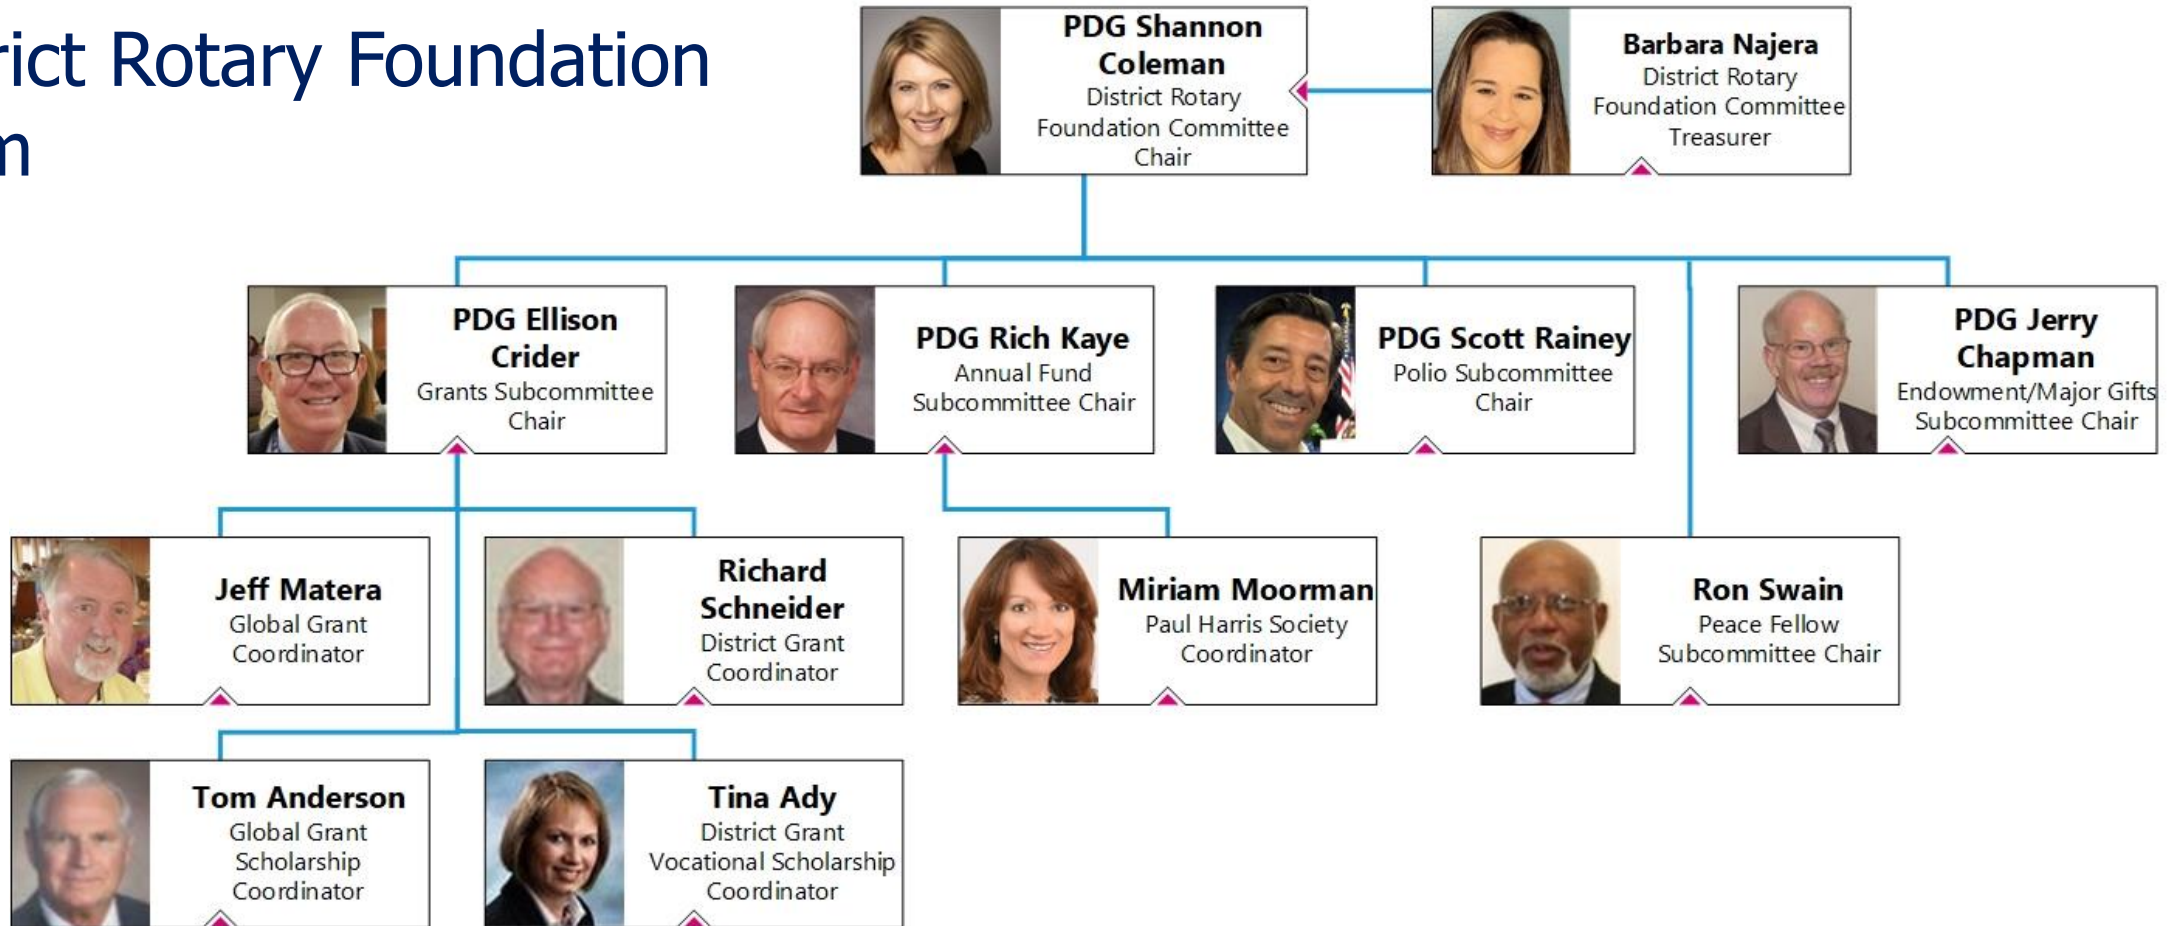 rict Rotary Foundation
m
PDG Shannon
Coleman
District Rotary
Foundation Committee
Chair
Barbara Najera
District Rotary
Foundation Committee
Treasurer
PDG Ellison
Crider
Grants Subcommittee
Chair
PDG Rich Kaye
Annual Fund
Subcommittee Chair
PDG Scott Rainey
Polio Subcommittee
Chair
PDG Jerry
Chapman
Endowment/Major Gifts
Subcommittee Chair
Jeff Matera
Global Grant
Coordinator
Richard
Schneider
District Grant
Coordinator
Miriam Moorman
Paul Harris Society
Coordinator
Ron Swain
Peace Fellow
Subcommittee Chair
Tom Anderson
Global Grant
Scholarship
Coordinator
Tina Ady
District Grant
Vocational Scholarship
Coordinator